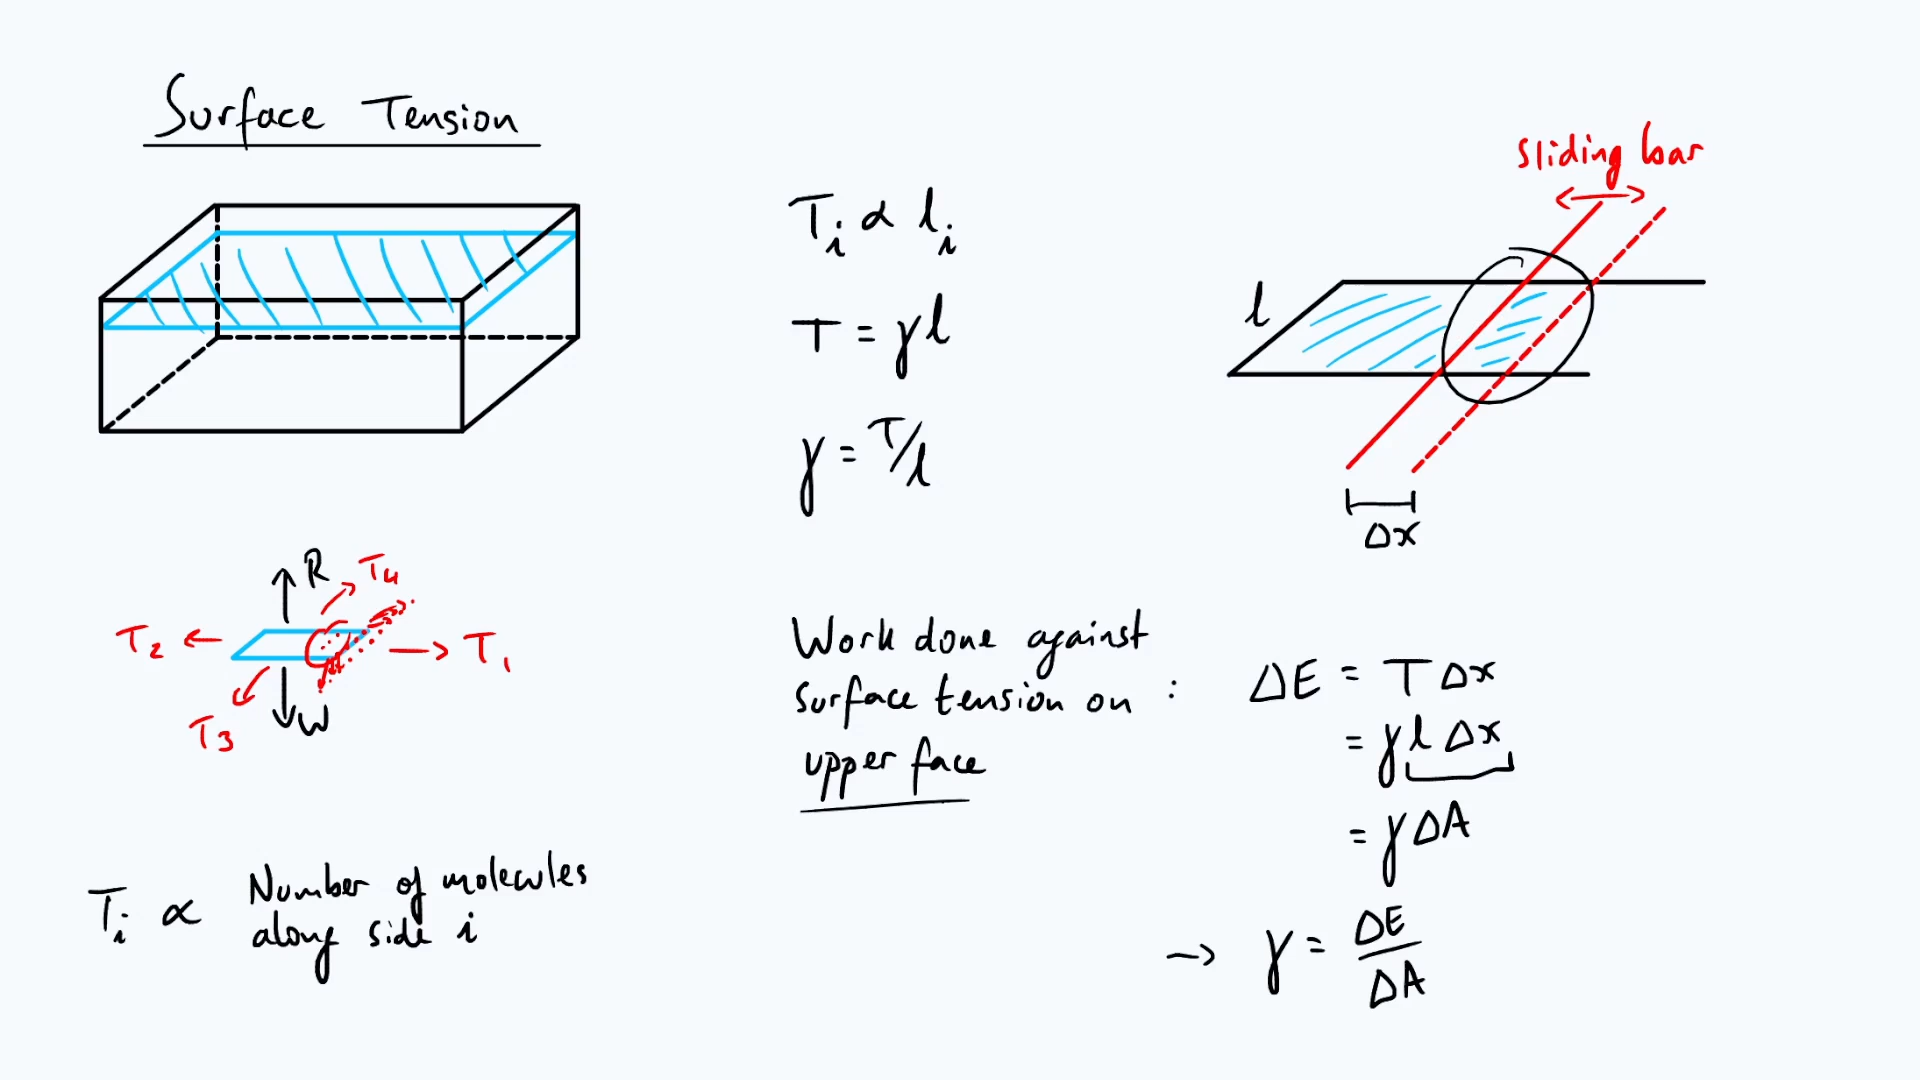 Surface Tension
R
T₄
T₂
T₁
T₃
W
Tᵢ ∝ Number of molecules
along side i
Tᵢ ∝ lᵢ
T = γl
γ = T/l
sliding bar
l
Δx
Work done against
surface tension on :
upper face
ΔE = TΔx
= γlΔx
= γΔA
→ γ = ΔE/ΔA